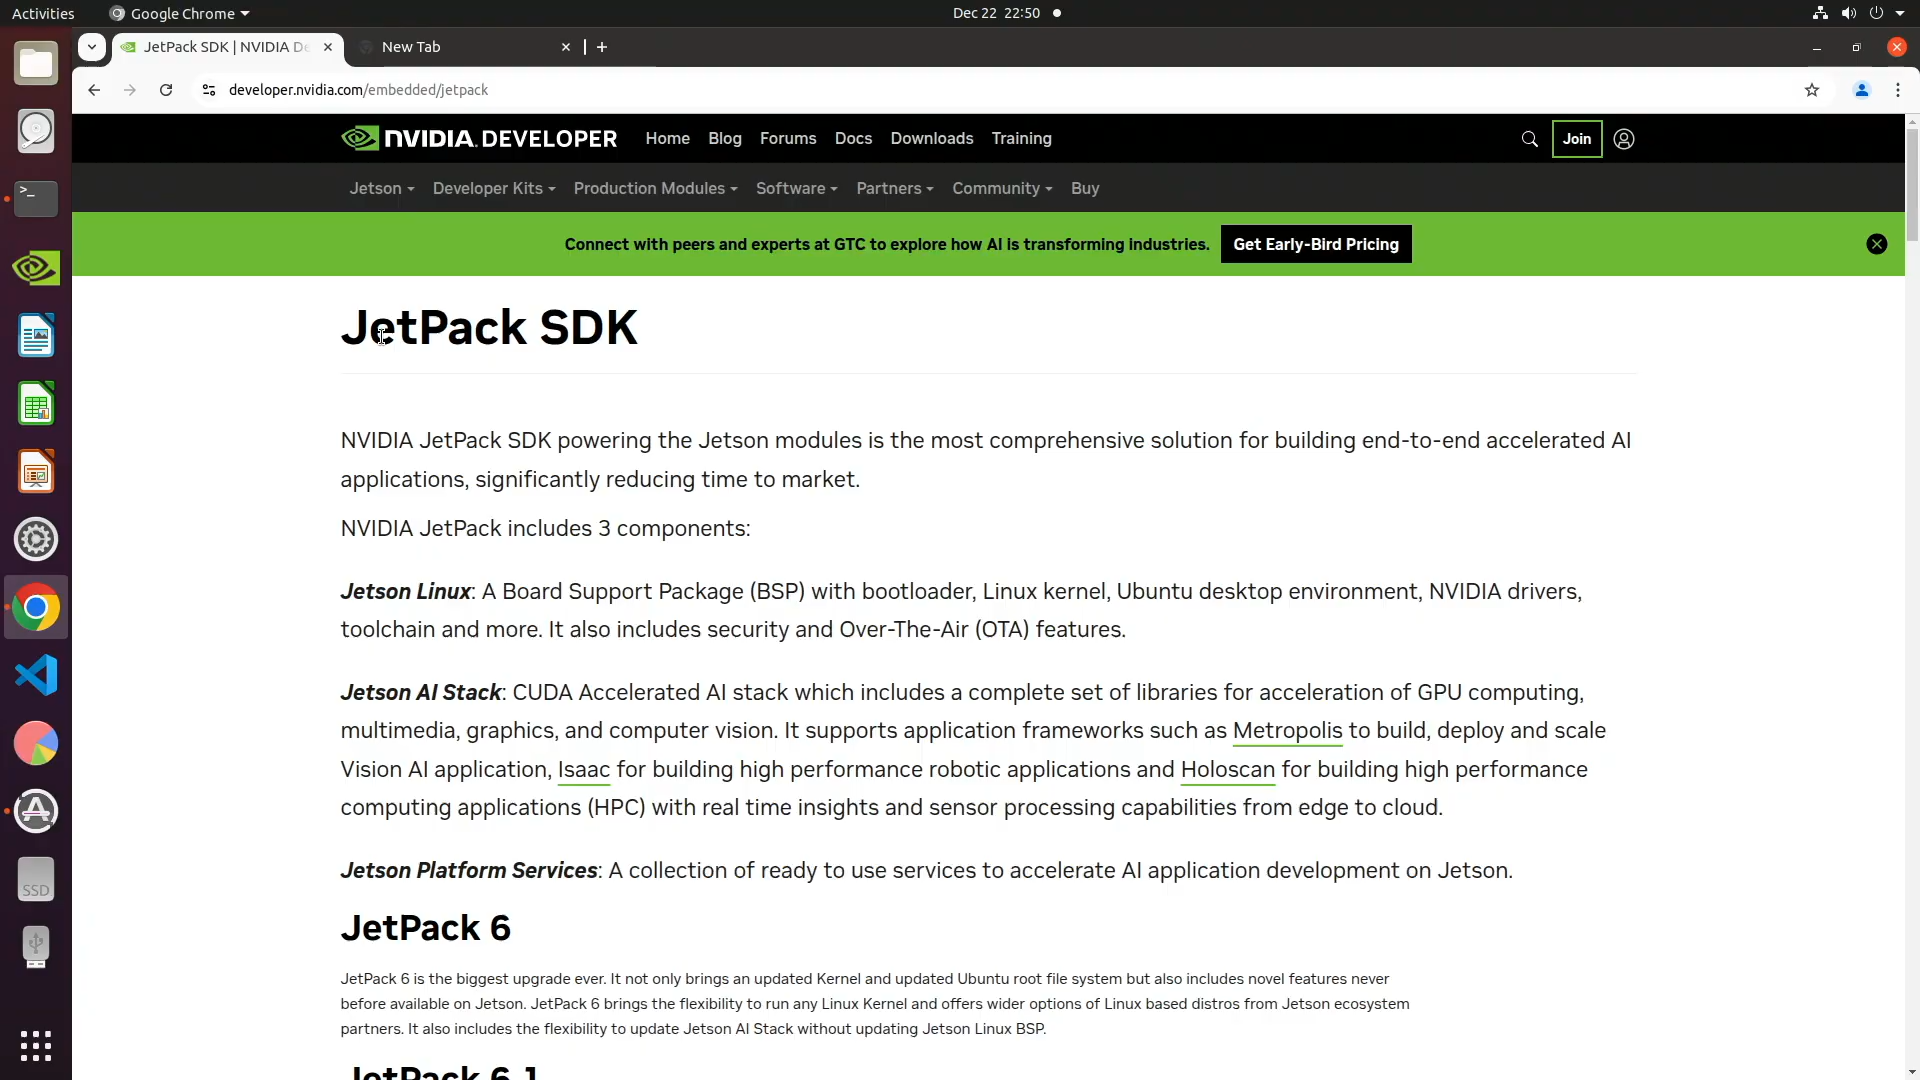 Activities
Google Chrome
Dec 22 22:50
JetPack SDK | NVIDIA De
New Tab
developer.nvidia.com/embedded/jetpack
NVIDIA. DEVELOPER
Home Blog Forums Docs Downloads Training
Join
Jetson Developer Kits Production Modules Software Partners Community Buy
Connect with peers and experts at GTC to explore how AI is transforming industries.
Get Early-Bird Pricing
JetPack SDK
NVIDIA JetPack SDK powering the Jetson modules is the most comprehensive solution for building end-to-end accelerated AI
applications, significantly reducing time to market.
NVIDIA JetPack includes 3 components:
Jetson Linux: A Board Support Package (BSP) with bootloader, Linux kernel, Ubuntu desktop environment, NVIDIA drivers,
toolchain and more. It also includes security and Over-The-Air (OTA) features.
Jetson AI Stack: CUDA Accelerated AI stack which includes a complete set of libraries for acceleration of GPU computing,
multimedia, graphics, and computer vision. It supports application frameworks such as Metropolis to build, deploy and scale
Vision AI application, Isaac for building high performance robotic applications and Holoscan for building high performance
computing applications (HPC) with real time insights and sensor processing capabilities from edge to cloud.
Jetson Platform Services: A collection of ready to use services to accelerate AI application development on Jetson.
SSD
JetPack 6
JetPack 6 is the biggest upgrade ever. It not only brings an updated Kernel and updated Ubuntu root file system but also includes novel features never
before available on Jetson. JetPack 6 brings the flexibility to run any Linux Kernel and offers wider options of Linux based distros from Jetson ecosystem
partners. It also includes the flexibility to update Jetson AI Stack without updating Jetson Linux BSP.
JetPack 6.1